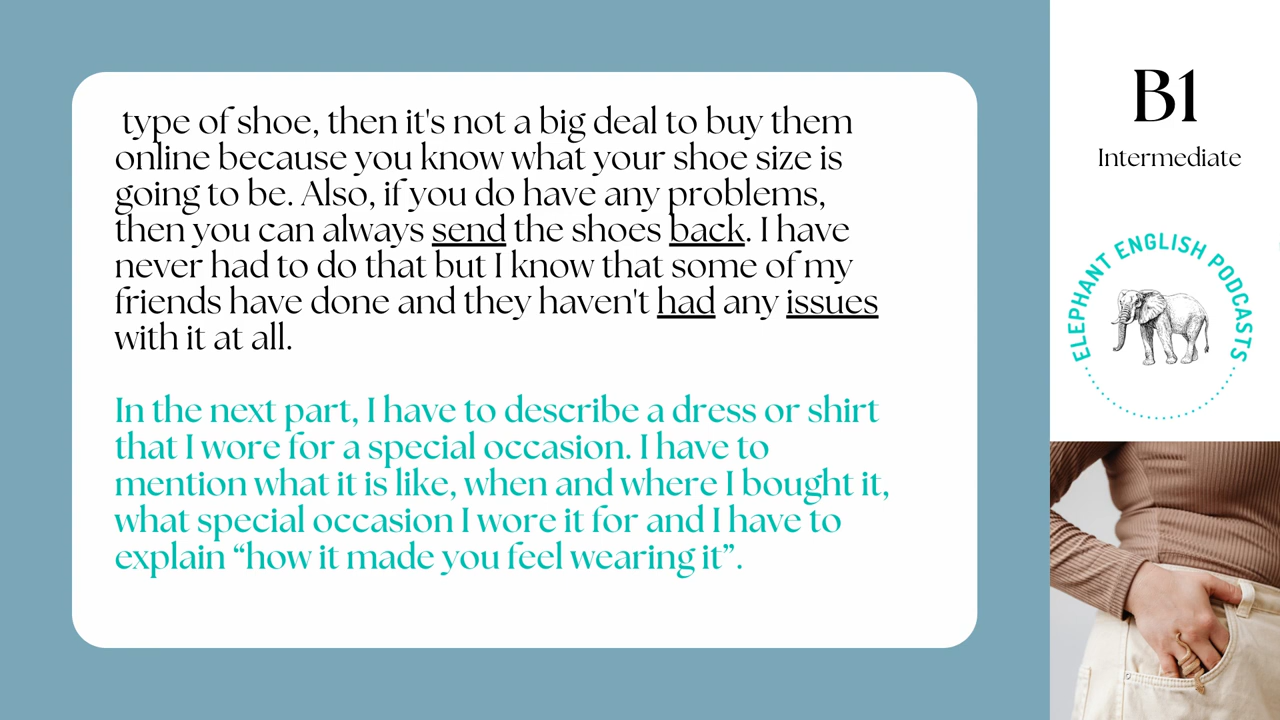 type of shoe, then it's not a big deal to buy them
online because you know what your shoe size is
going to be. Also, if you do have any problems,
then you can always send the shoes back. I have
never had to do that but I know that some of my
friends have done and they haven't had any issues
with it at all.
In the next part, I have to describe a dress or shirt
that I wore for a special occasion. I have to
mention what it is like, when and where I bought it,
what special occasion I wore it for and I have to
explain “how it made you feel wearing it”.
B1
Intermediate
ELEPHANT ENGLISH PODCASTS